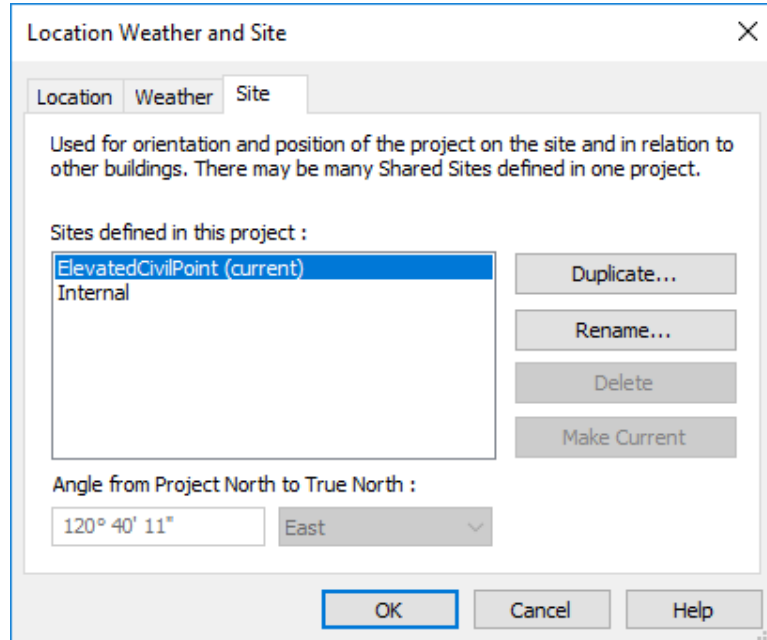 Location Weather and Site
Location Weather Site
Used for orientation and position of the project on the site and in relation to
other buildings. There may be many Shared Sites defined in one project.
Sites defined in this project :
ElevatedCivilPoint (current)
Internal
Duplicate...
Rename...
Delete
Make Current
Angle from Project North to True North :
120° 40' 11" East
OK Cancel Help